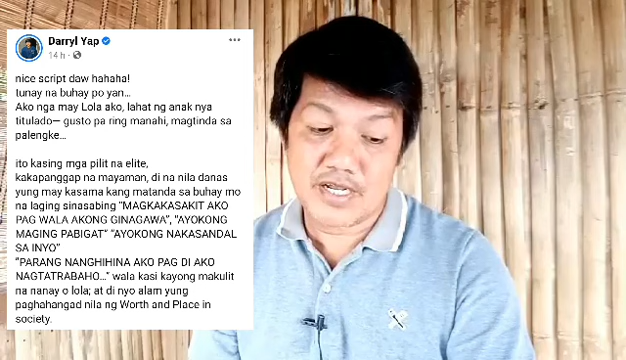 Darryl Yap
14 h
nice script daw hahaha!
tunay na buhay po yan...
Ako nga may Lola ako, lahat ng anak nya
titulado— gusto pa ring manahi, magtinda sa
palengke...
ito kasing mga pilit na elite,
kakapanggap na mayaman, di na nila danas
yung may kasama kang matanda sa buhay mo
na laging sinasabing “MAGKAKASAKIT AKO
PAG WALA AKONG GINAGAWA”, “AYOKONG
MAGING PABIGAT” “AYOKONG NAKASANDAL
SA INYO”
“PARANG NANGHIHINA AKO PAG DI AKO
NAGTATRABAHO...” wala kasi kayong makulit
na nanay o lola; at di nyo alam yung
paghahangad nila ng Worth and Place in
society.